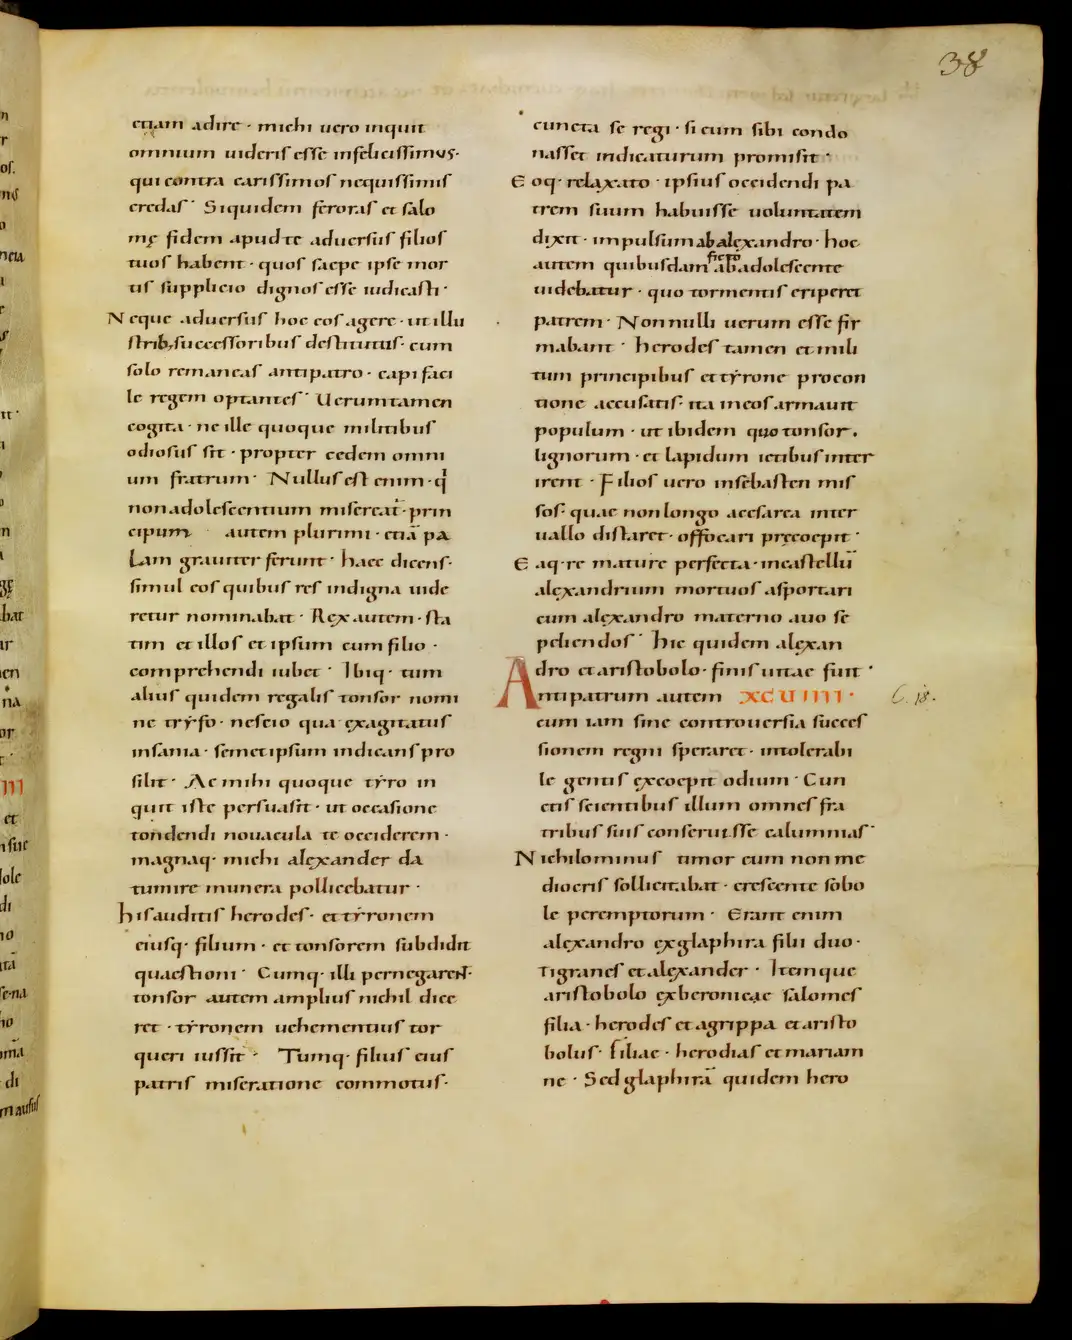 38
etiam adire · michi uero inquit
omnium uideris esse infelicissimus·
qui contra carissimos nequissimis
credas · Siquidem feroras et salo
mę fidem apud te aduersus filios
tuos habent · quos saepe ipse mor
tis supplicio dignos esse iudicasti ·
Neque aduersus hoc eos agere · ut illu
strib; successoribus destitutus · cum
solo remaneas antipatro · capi faci
le regem optantes · Uerumtamen
cogita · ne ille quoque militibus
odiosus sit · propter cedem omni
um fratrum · Nullus est enim · q
non adolescentium misereat · prin
cipum autem plurimi · etiā pa
lam grauiter ferunt · haec dicens·
simul eos quibus res indigna uide
retur nominabat · Rex autem · sta
tim et illos et ipsum cum filio ·
comprehendi iubet · Ibiq· tum
alius quidem regalis tonsor nomi
ne tryfo · nescio qua exagitatus
insania · semetipsum indicans pro
silit · Ac mihi quoque tyro in
quit iste persuasit · ut occasione
tondendi nouacula te occiderem ·
magnaq· michi alexander da
tumire munera pollicebatur ·
his auditis herodes · et tyronem
eiusq· filium · et tonsorem subdidit
quaestioni · Cumq· illi pernegarent·
tonsor autem amplius nichil dice
ret · tyronem uehementius tor
queri iussit · Tumq· filius eius
patris miseratione commotus·
cuncta se regi · si eum sibi condo
nasset indicaturum promisit ·
Eoq· relaxato · ipsius occidendi pa
trem suum habuisse uoluntatem
dixit · impulsum ab alexandro · hoc
ficto
autem quibusdam ab adolescente
uidebatur · quo tormentis eriperet
patrem · Nonnulli uerum esse fir
mabant · herodes tamen et mili
tum principibus et tyrone procon
tione accusatis · ita in eos armauit
populum · ut ibidem quo tonsor ·
lignorum · et lapidum ictibus inter
irent · Filios uero in sebasten mis
sos · quae non longo a cesarea inter
uallo distaret · offocari pręcoepit ·
Eaq· re mature perfecta · in castellū
alexandrium mortuos asportari
cum alexandro materno auo se
peliendos · hic quidem alexan
dro et aristobolo · finis uitae fuit ·
Antipatrum autem XCUIIII ·
C. 18.
cum iam sine controuersia succes
sionem regni speraret · intolerabi
le gentis excoepit odium · Cun
ctis scientibus illum omnes fra
tribus suis conseruisse calumnias ·
Nichilominus timor eum non me
diocris sollicitabat · crescente sobo
le peremptorum · Erant enim
alexandro ex glaphira filii duo ·
Tigranes et alexander · Itemque
aristobolo ex beronicae salomes
filia · herodes et agrippa et aristo
bolus · filiae · herodias et mariam
ne · Sed glaphirā quidem hero